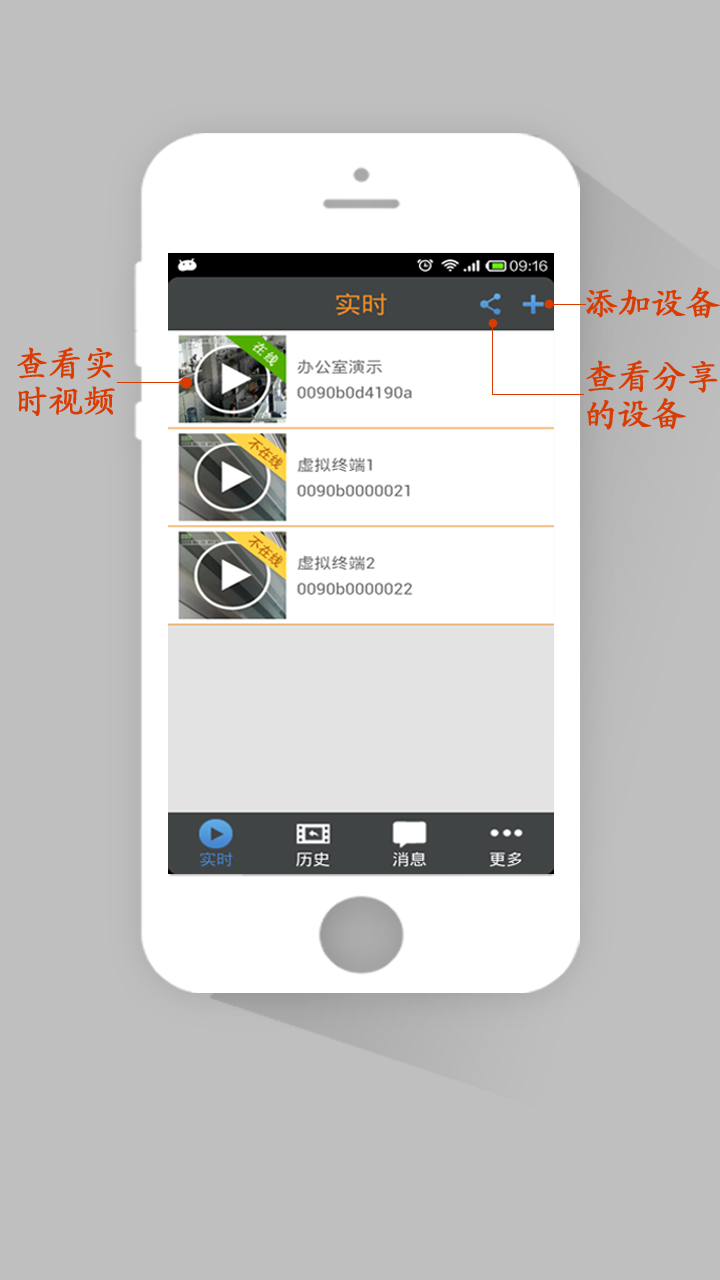 09:16
实时
添加设备
查看实
时视频
在线
办公室演示
0090b0d4190a
查看分享
的设备
不在线
虚拟终端1
0090b0000021
不在线
虚拟终端2
0090b0000022
实时
历史
消息
更多